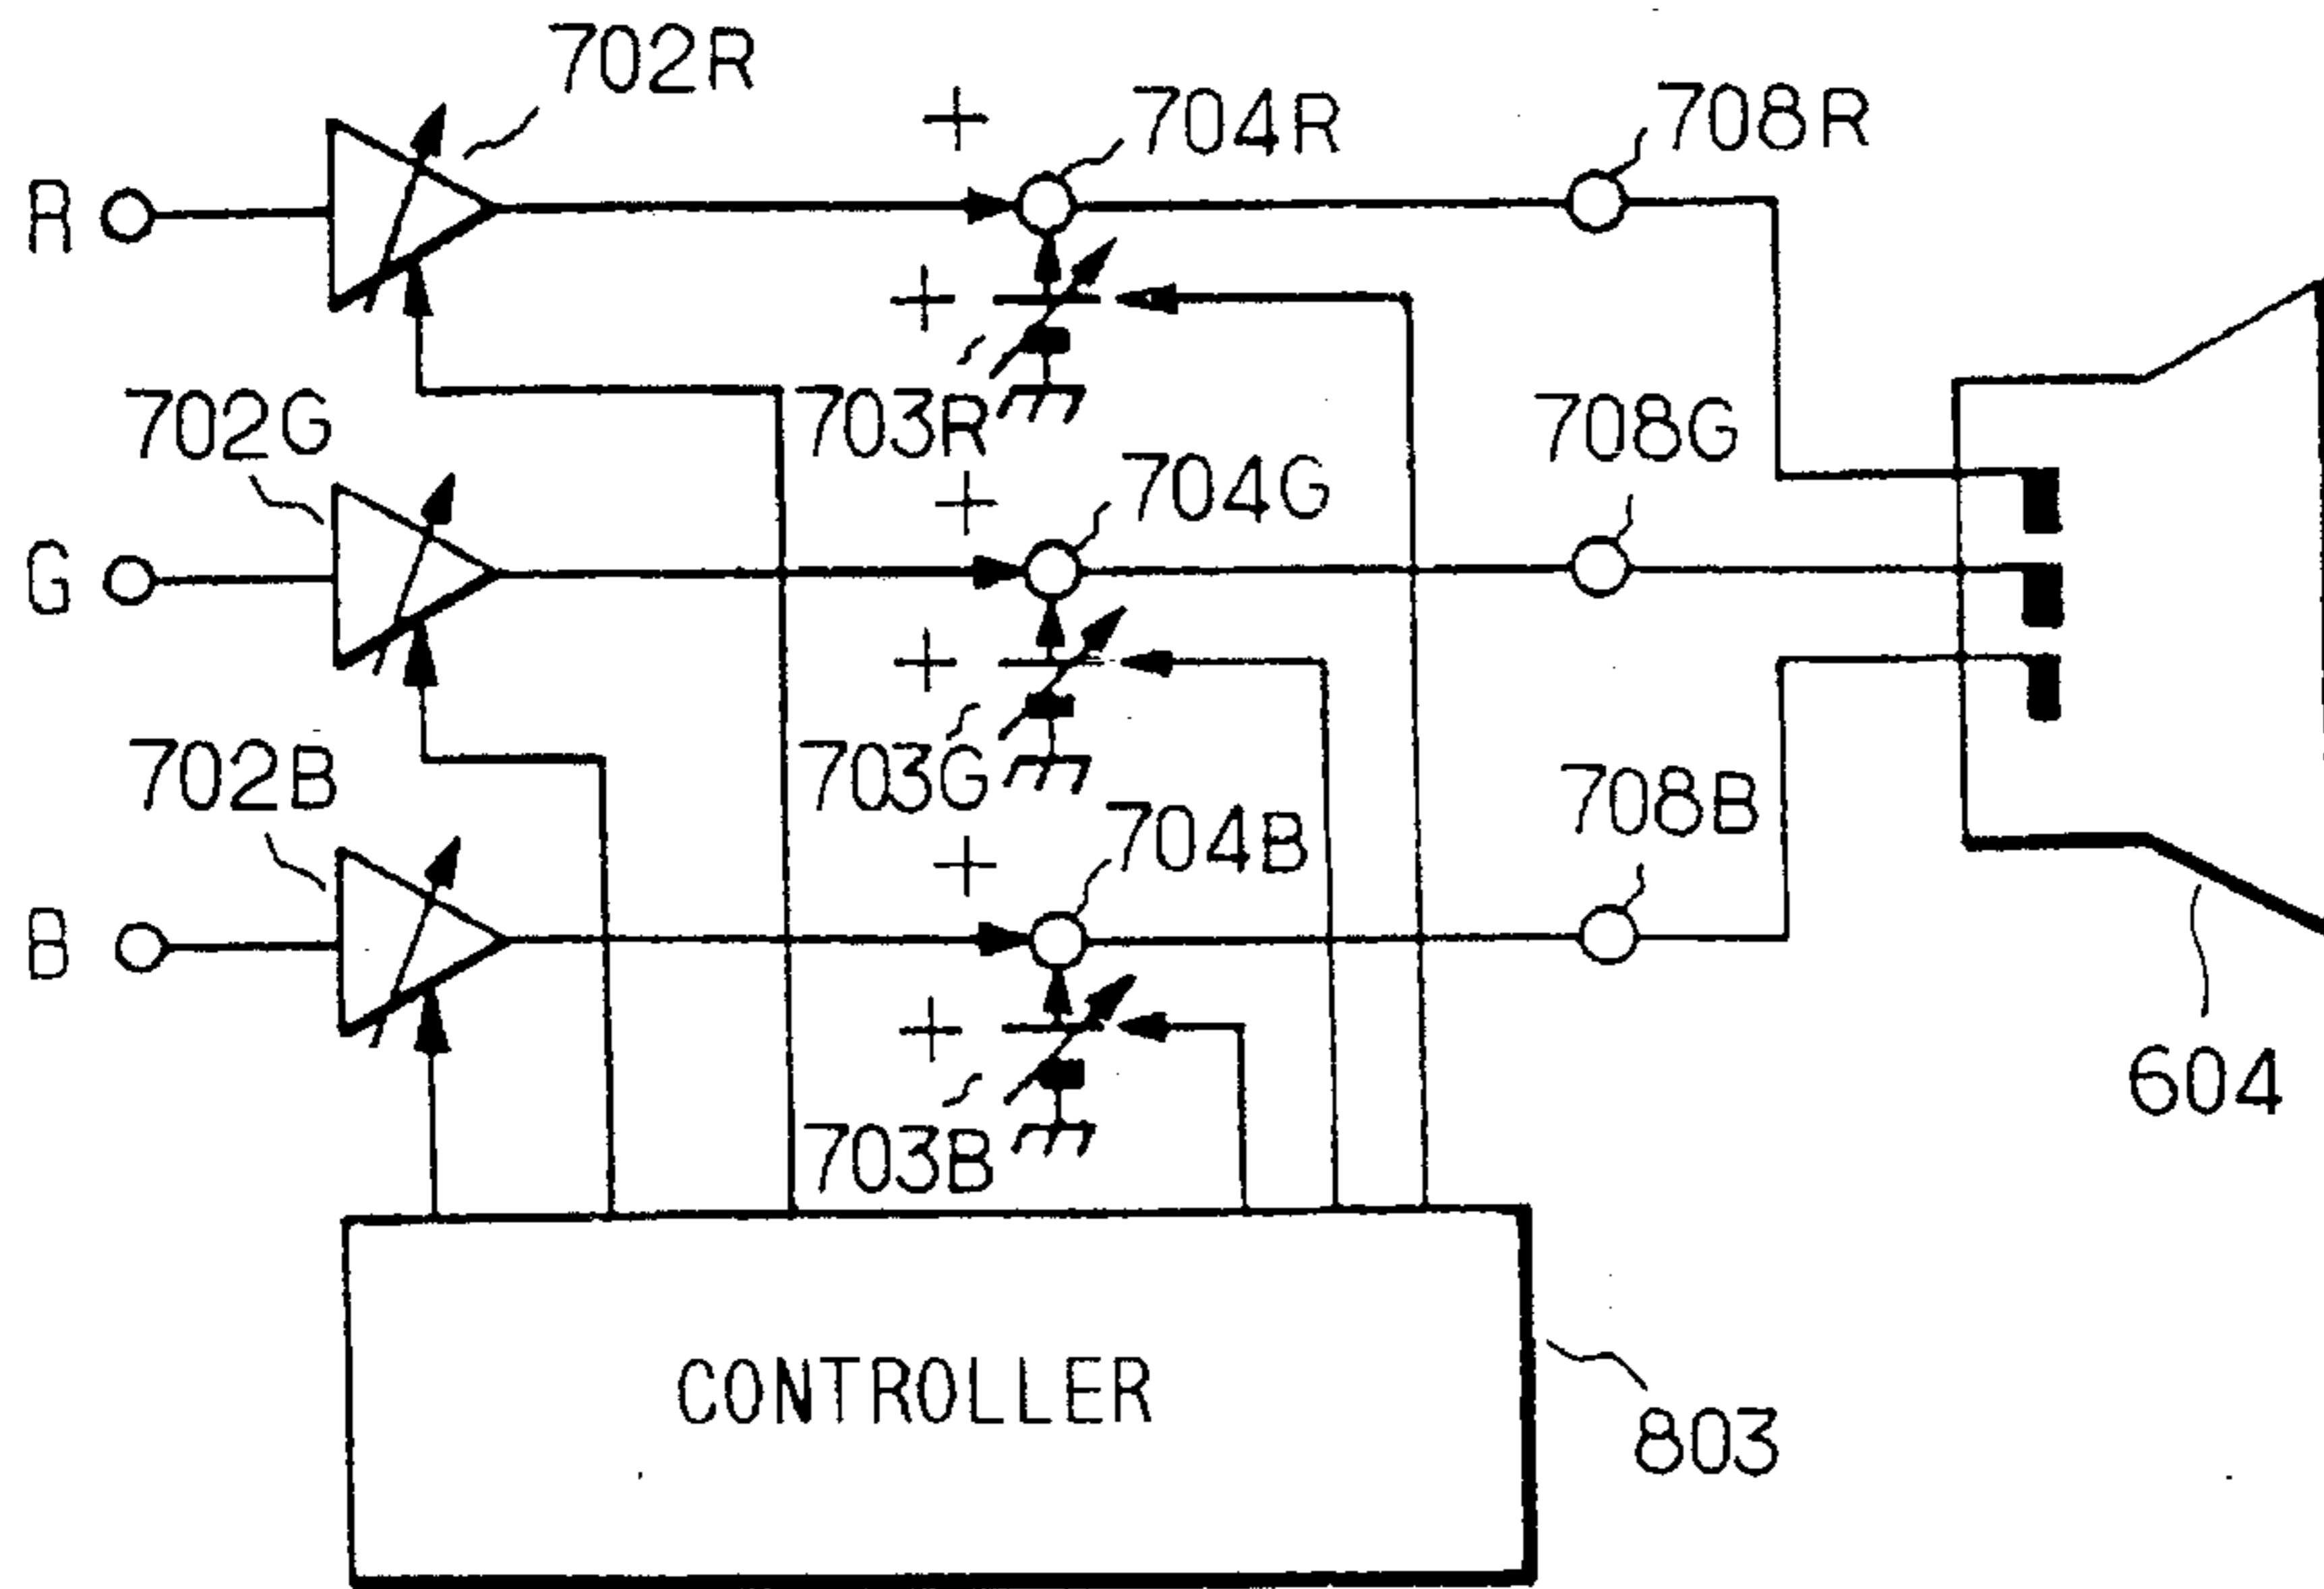 702R
+ 704R 708R
R
+
703R
702G 708G
+ 704G
G
+
703G
702B 708B
+ 704B
B
+
703B
604
CONTROLLER
803